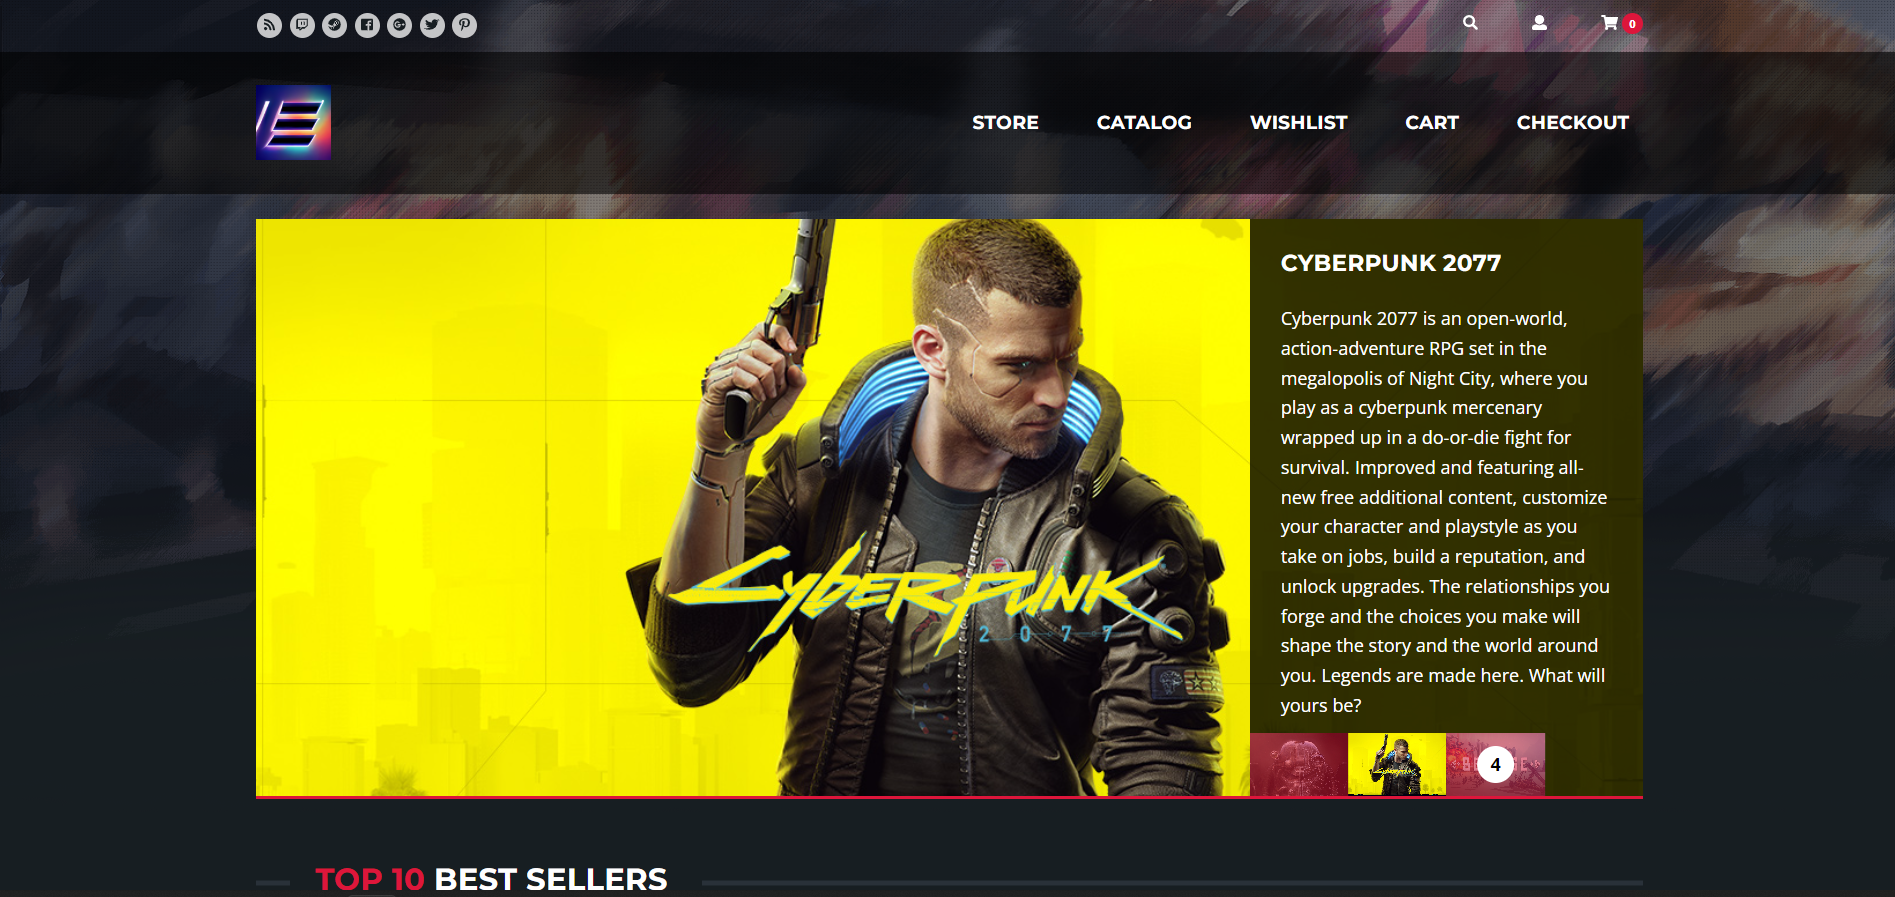 0
STORE CATALOG WISHLIST CART CHECKOUT
CYBERPUNK 2077
Cyberpunk 2077 is an open-world,
action-adventure RPG set in the
megalopolis of Night City, where you
play as a cyberpunk mercenary
wrapped up in a do-or-die fight for
survival. Improved and featuring all-
new free additional content, customize
your character and playstyle as you
take on jobs, build a reputation, and
unlock upgrades. The relationships you
forge and the choices you make will
shape the story and the world around
you. Legends are made here. What will
yours be?
CYBERPUNK
2077
4
TOP 10 BEST SELLERS